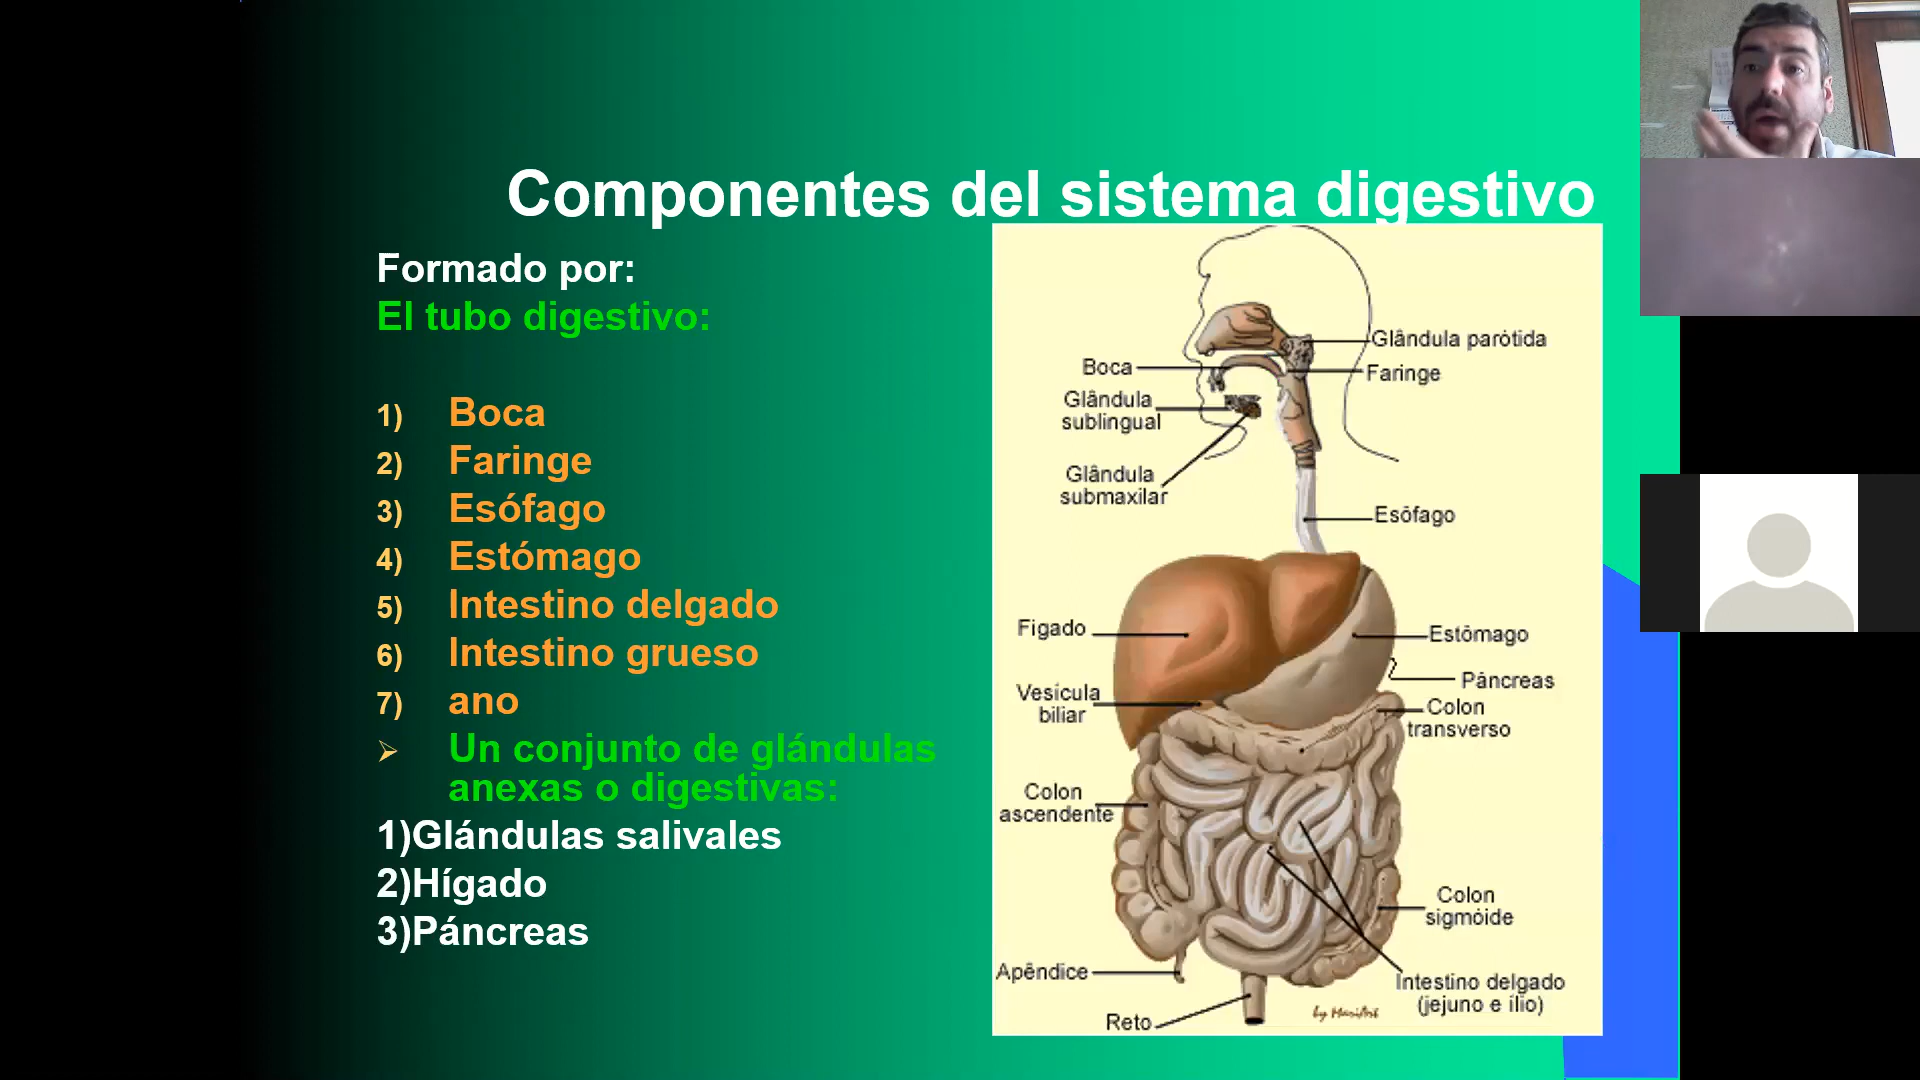 Componentes del sistema digestivo
Formado por:
El tubo digestivo:
1) Boca
2) Faringe
3) Esófago
4) Estómago
5) Intestino delgado
6) Intestino grueso
7) ano
➢ Un conjunto de glándulas
anexas o digestivas:
1)Glándulas salivales
2)Hígado
3)Páncreas
Glândula parótida
Boca
Faringe
Glândula
sublingual
Glândula
submaxilar
Esôfago
Figado
Estômago
Vesícula
biliar
Pâncreas
Colon
transverso
Colon
ascendente
Colon
sigmóide
Apêndice
Intestino delgado
(jejuno e ílio)
Reto
by MariArt